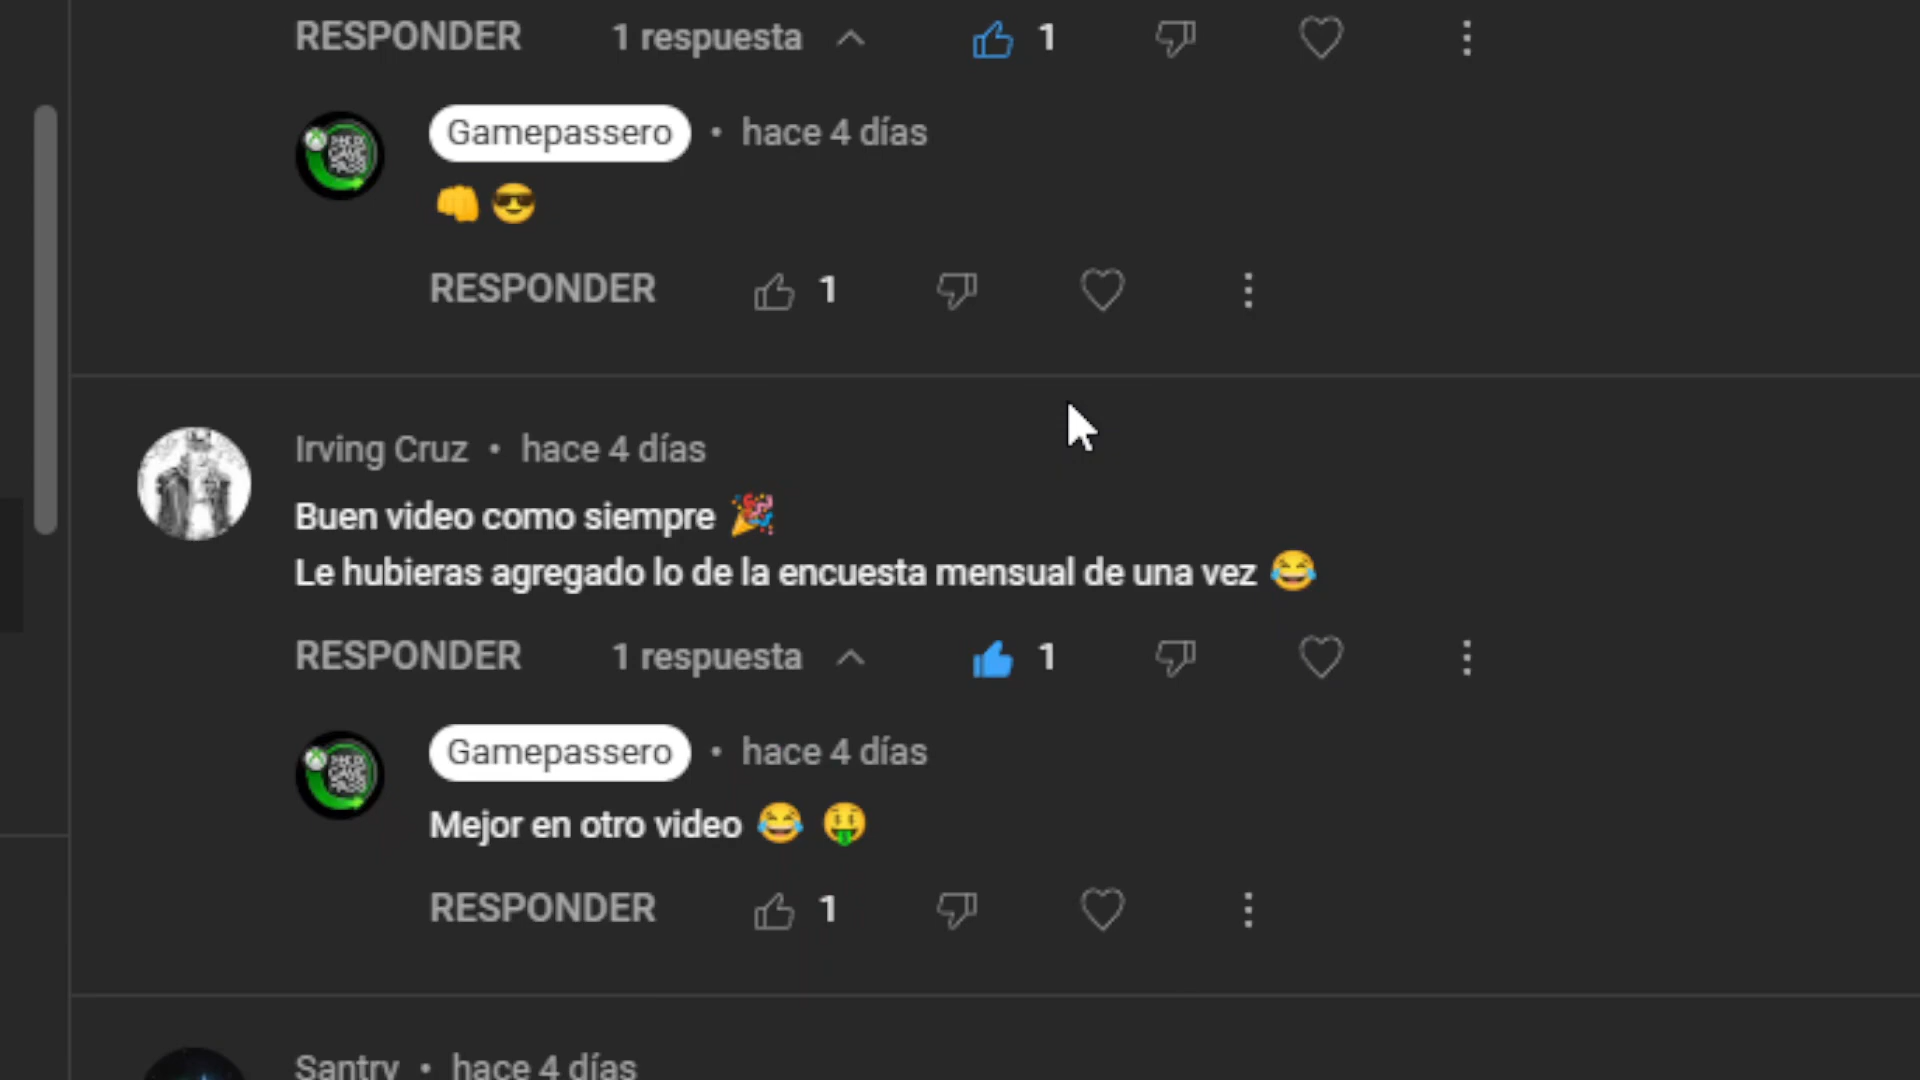 RESPONDER 1 respuesta 1
Gamepassero • hace 4 días
👊 😎
RESPONDER 1
Irving Cruz • hace 4 días
Buen video como siempre 🎉
Le hubieras agregado lo de la encuesta mensual de una vez 😂
RESPONDER 1 respuesta 1
Gamepassero • hace 4 días
Mejor en otro video 😂 🤑
RESPONDER 1
Santry • hace 4 días